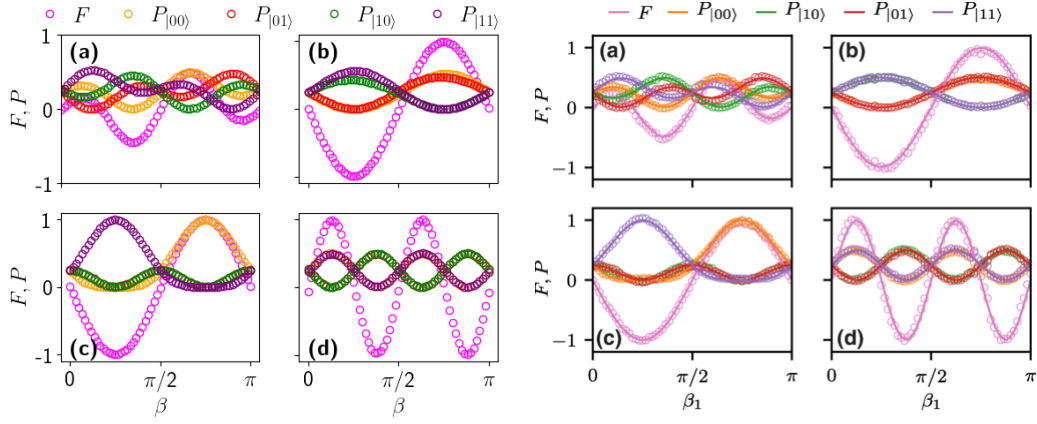 F P|00⟩ P|01⟩ P|10⟩ P|11⟩
(a) (b)
1
0
-1
F, P
(c) (d)
1
0
-1
F, P
0 π/2 π 0 π/2 π
β β
F P|00⟩ P|10⟩ P|01⟩ P|11⟩
(a) (b)
1
0
−1
F, P
(c) (d)
1
0
−1
F, P
0 π/2 π 0 π/2 π
β₁ β₁